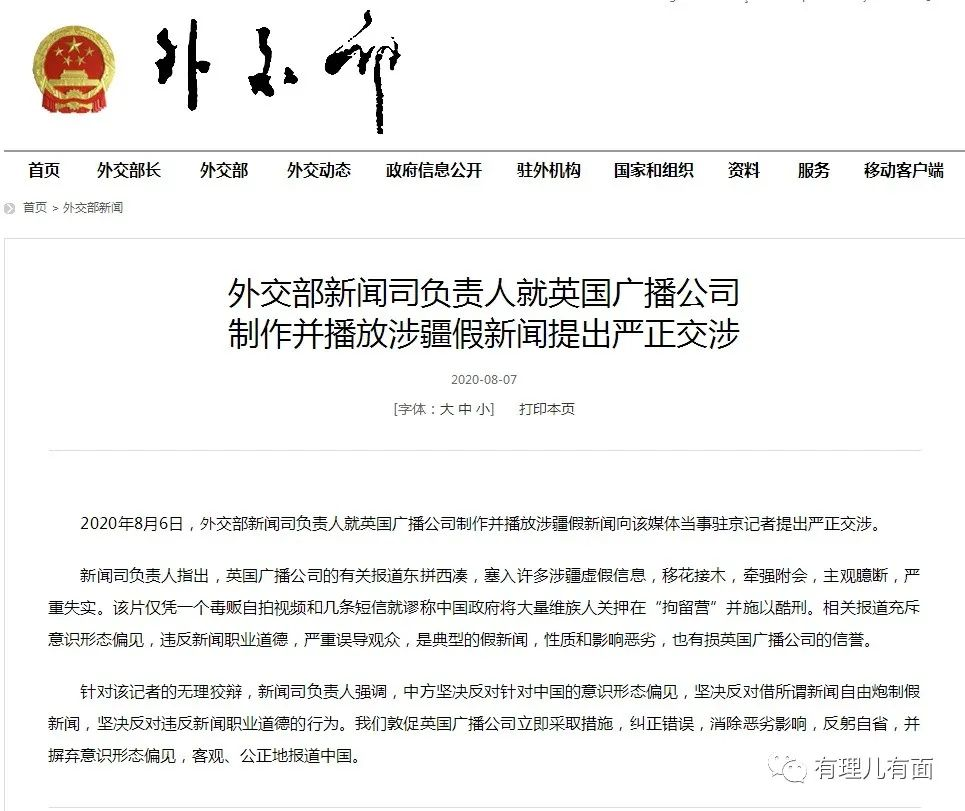 外交部
首页 外交部长 外交部 外交动态 政府信息公开 驻外机构 国家和组织 资料 服务 移动客户端
首页 > 外交部新闻
外交部新闻司负责人就英国广播公司
制作并播放涉疆假新闻提出严正交涉
2020-08-07
[字体：大 中 小] 打印本页
2020年8月6日，外交部新闻司负责人就英国广播公司制作并播放涉疆假新闻向该媒体当事驻京记者提出严正交涉。
新闻司负责人指出，英国广播公司的有关报道东拼西凑，塞入许多涉疆虚假信息，移花接木，牵强附会，主观臆断，严
重失实。该片仅凭一个毒贩自拍视频和几条短信就谬称中国政府将大量维族人关押在“拘留营”并施以酷刑。相关报道充斥
意识形态偏见，违反新闻职业道德，严重误导观众，是典型的假新闻，性质和影响恶劣，也有损英国广播公司的信誉。
针对该记者的无理狡辩，新闻司负责人强调，中方坚决反对针对中国的意识形态偏见，坚决反对借所谓新闻自由炮制假
新闻，坚决反对违反新闻职业道德的行为。我们敦促英国广播公司立即采取措施，纠正错误，消除恶劣影响，反躬自省，并
摒弃意识形态偏见，客观、公正地报道中国。
有理儿有面